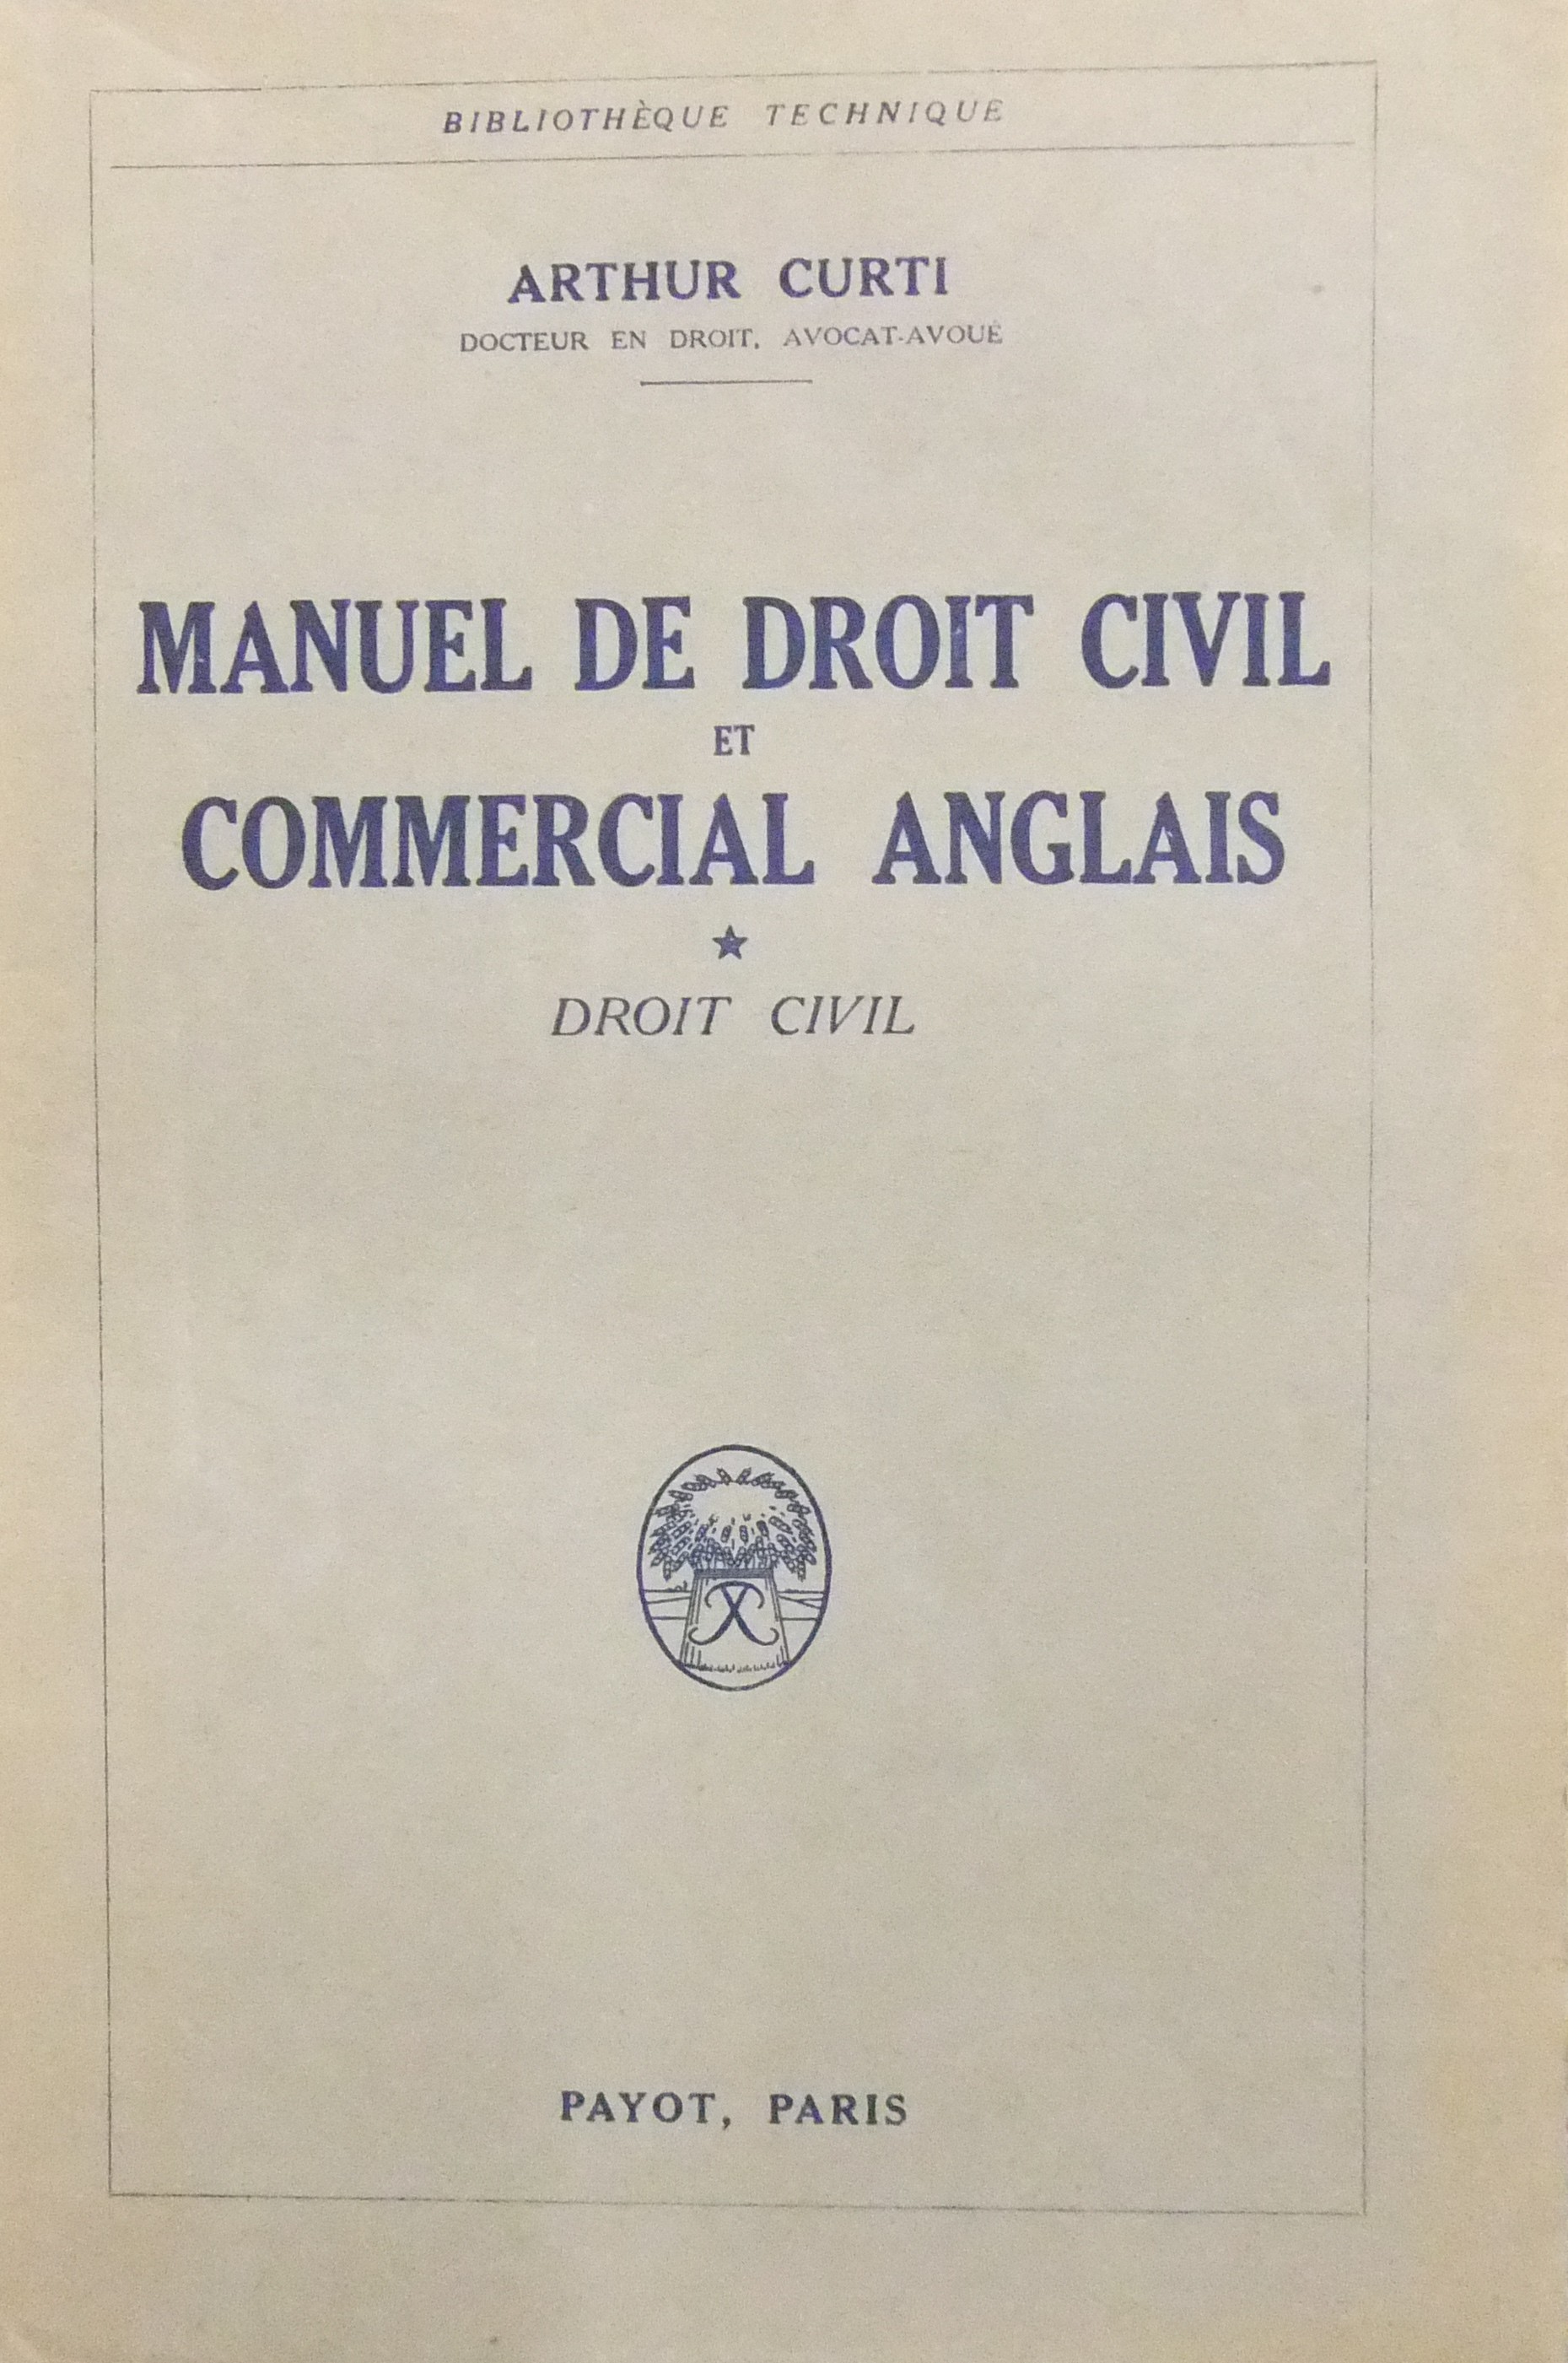 BIBLIOTHÈQUE TECHNIQUE
ARTHUR CURTI
DOCTEUR EN DROIT, AVOCAT-AVOUÉ
MANUEL DE DROIT CIVIL
ET
COMMERCIAL ANGLAIS
★
DROIT CIVIL
PAYOT, PARIS